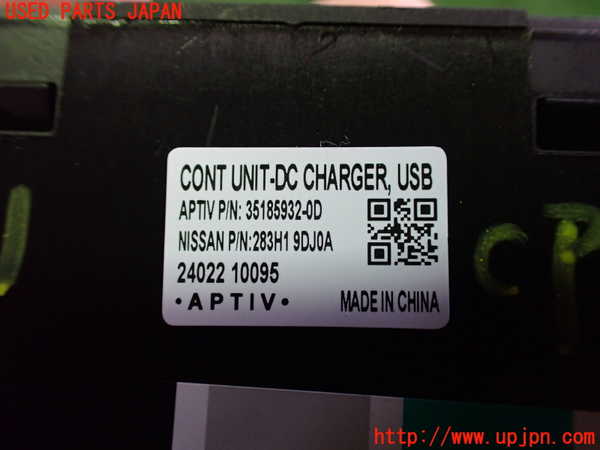 USED PARTS JAPAN
CONT UNIT-DC CHARGER, USB
APTIV P/N: 35185932-0D
NISSAN P/N:283H1 9DJ0A
24022 10095
• A P T I V •
MADE IN CHINA
CP
http://www.upjpn.com/